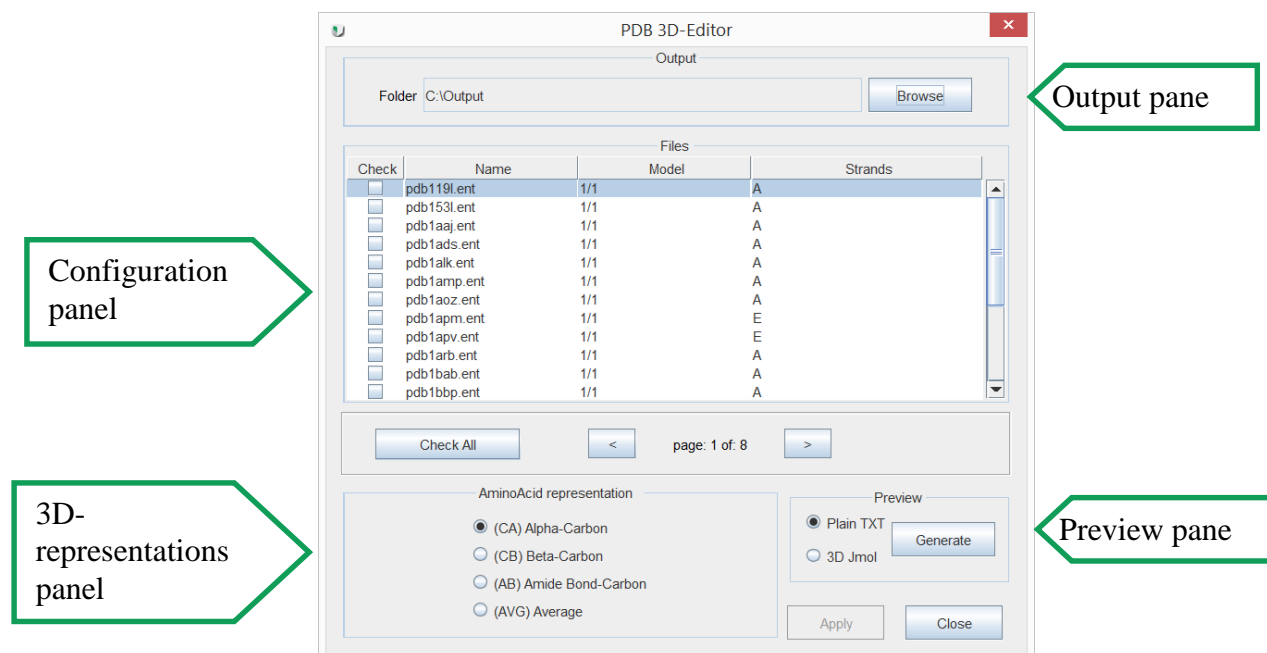 PDB 3D-Editor
Output
Folder C:\Output Browse
Output pane
Files
Check Name Model Strands
pdb119l.ent 1/1 A
pdb153l.ent 1/1 A
pdb1aaj.ent 1/1 A
pdb1ads.ent 1/1 A
pdb1alk.ent 1/1 A
pdb1amp.ent 1/1 A
pdb1aoz.ent 1/1 A
pdb1apm.ent 1/1 E
pdb1apv.ent 1/1 E
pdb1arb.ent 1/1 A
pdb1bab.ent 1/1 A
pdb1bbp.ent 1/1 A
Configuration
panel
Check All < page: 1 of: 8 >
AminoAcid representation
(CA) Alpha-Carbon
(CB) Beta-Carbon
(AB) Amide Bond-Carbon
(AVG) Average
3D-
representations
panel
Preview
Plain TXT
3D Jmol
Generate
Preview pane
Apply Close